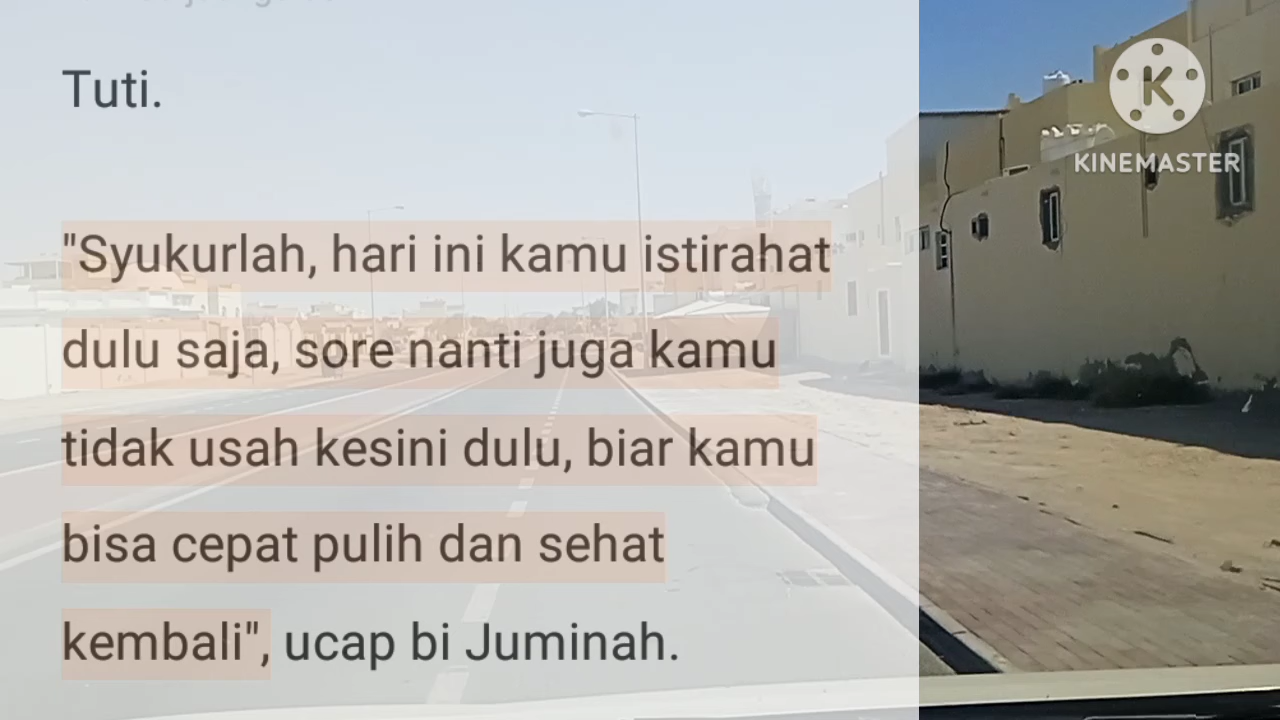 Tuti.
"Syukurlah, hari ini kamu istirahat
dulu saja, sore nanti juga kamu
tidak usah kesini dulu, biar kamu
bisa cepat pulih dan sehat
kembali", ucap bi Juminah.
K
KINEMASTER